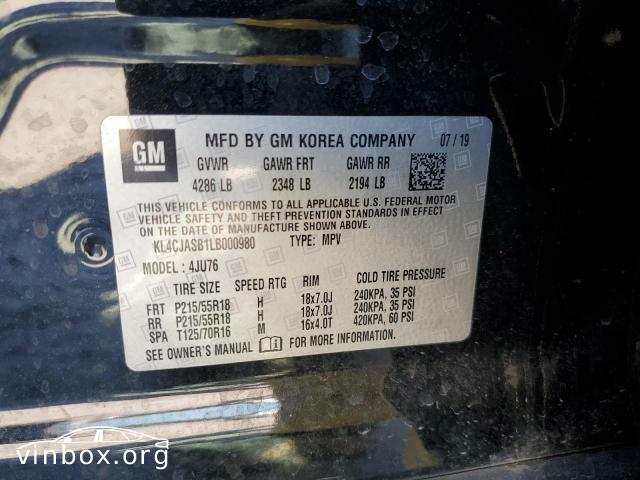 GM
MFD BY GM KOREA COMPANY 07/19
GVWR GAWR FRT GAWR RR
4286 LB 2348 LB 2194 LB
THIS VEHICLE CONFORMS TO ALL APPLICABLE U.S. FEDERAL MOTOR
VEHICLE SAFETY AND THEFT PREVENTION STANDARDS IN EFFECT
ON THE DATE OF MANUFACTURE SHOWN ABOVE.
KL4CJASB1LB000980 TYPE: MPV
MODEL : 4JU76
TIRE SIZE SPEED RTG RIM COLD TIRE PRESSURE
FRT P215/55R18 H 18x7.0J 240KPA, 35 PSI
RR P215/55R18 H 18x7.0J 240KPA, 35 PSI
SPA T125/70R16 M 16x4.0T 420KPA, 60 PSI
SEE OWNER'S MANUAL FOR MORE INFORMATION
vinbox.org